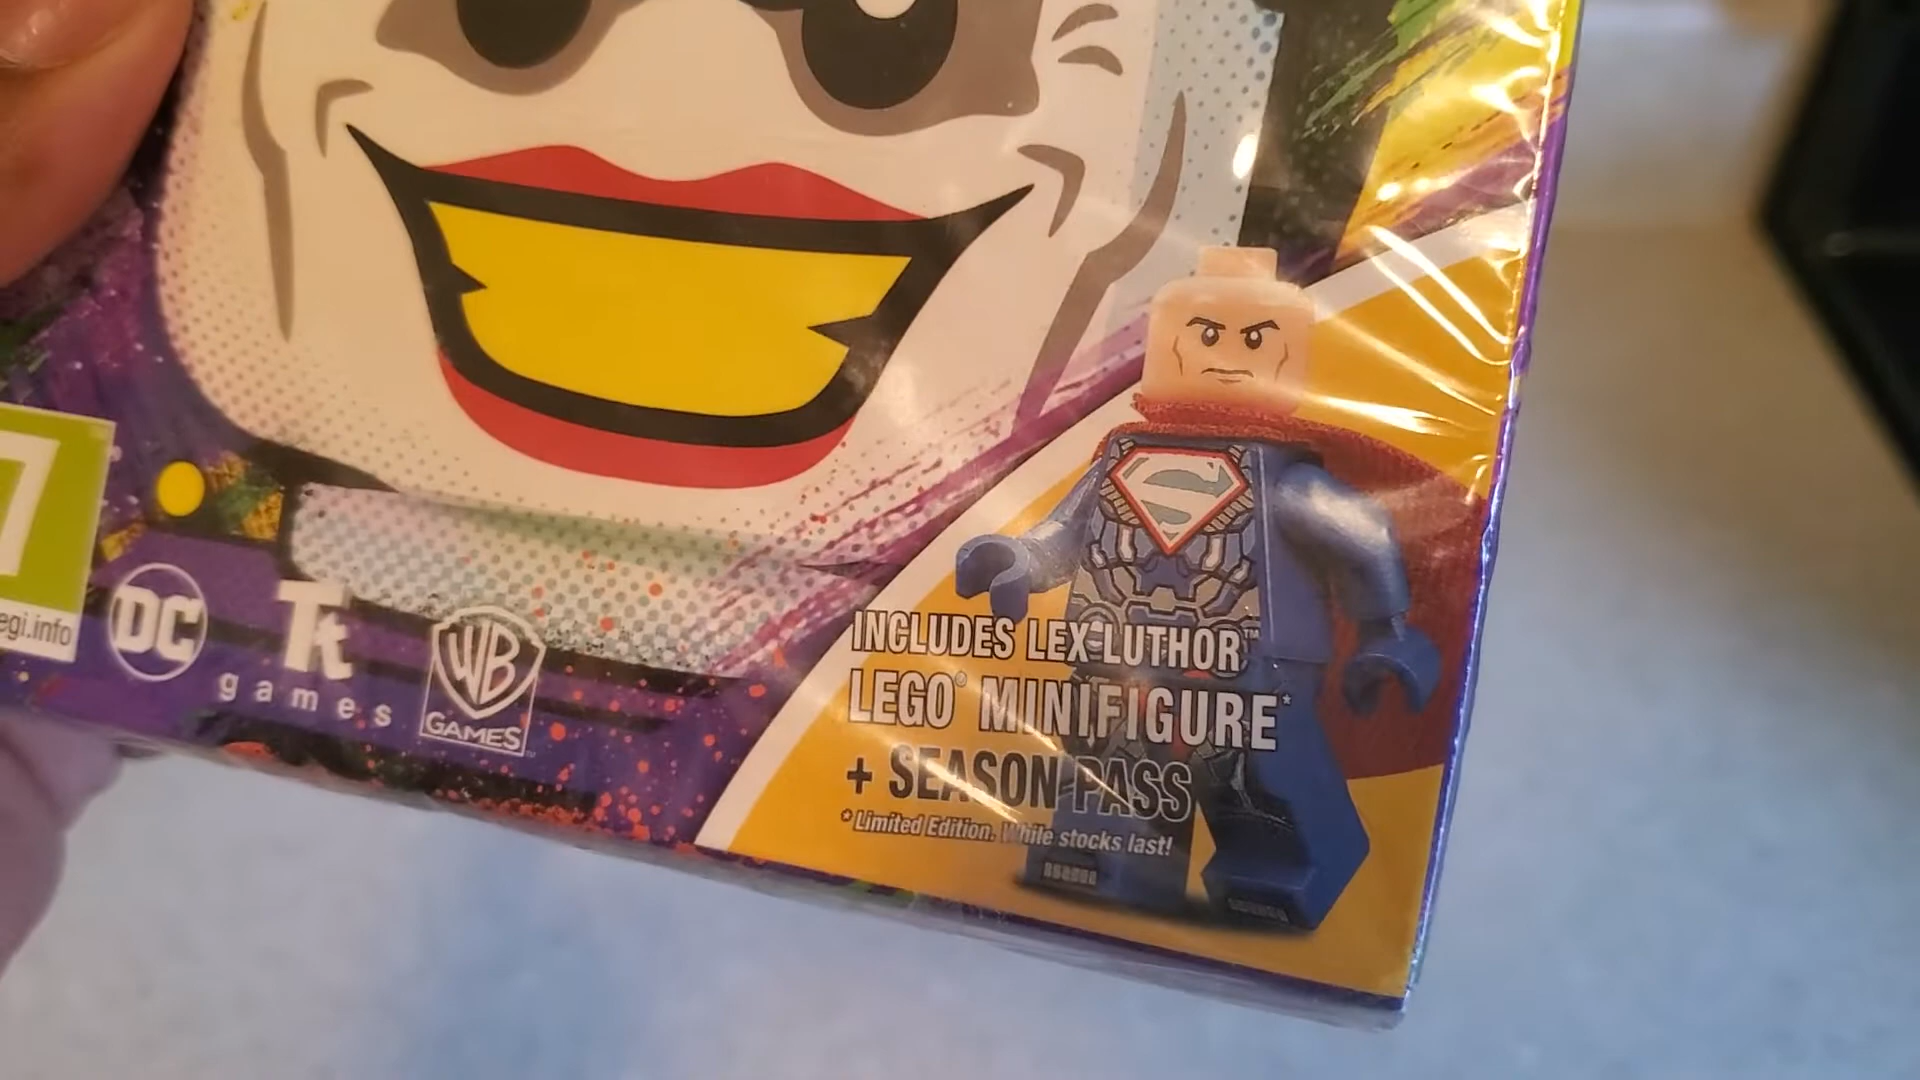 7
egi.info
DC
Tt
games
WB
GAMES
S
INCLUDES LEX LUTHOR™
LEGO® MINIFIGURE*
+ SEASON PASS
*Limited Edition. While stocks last!